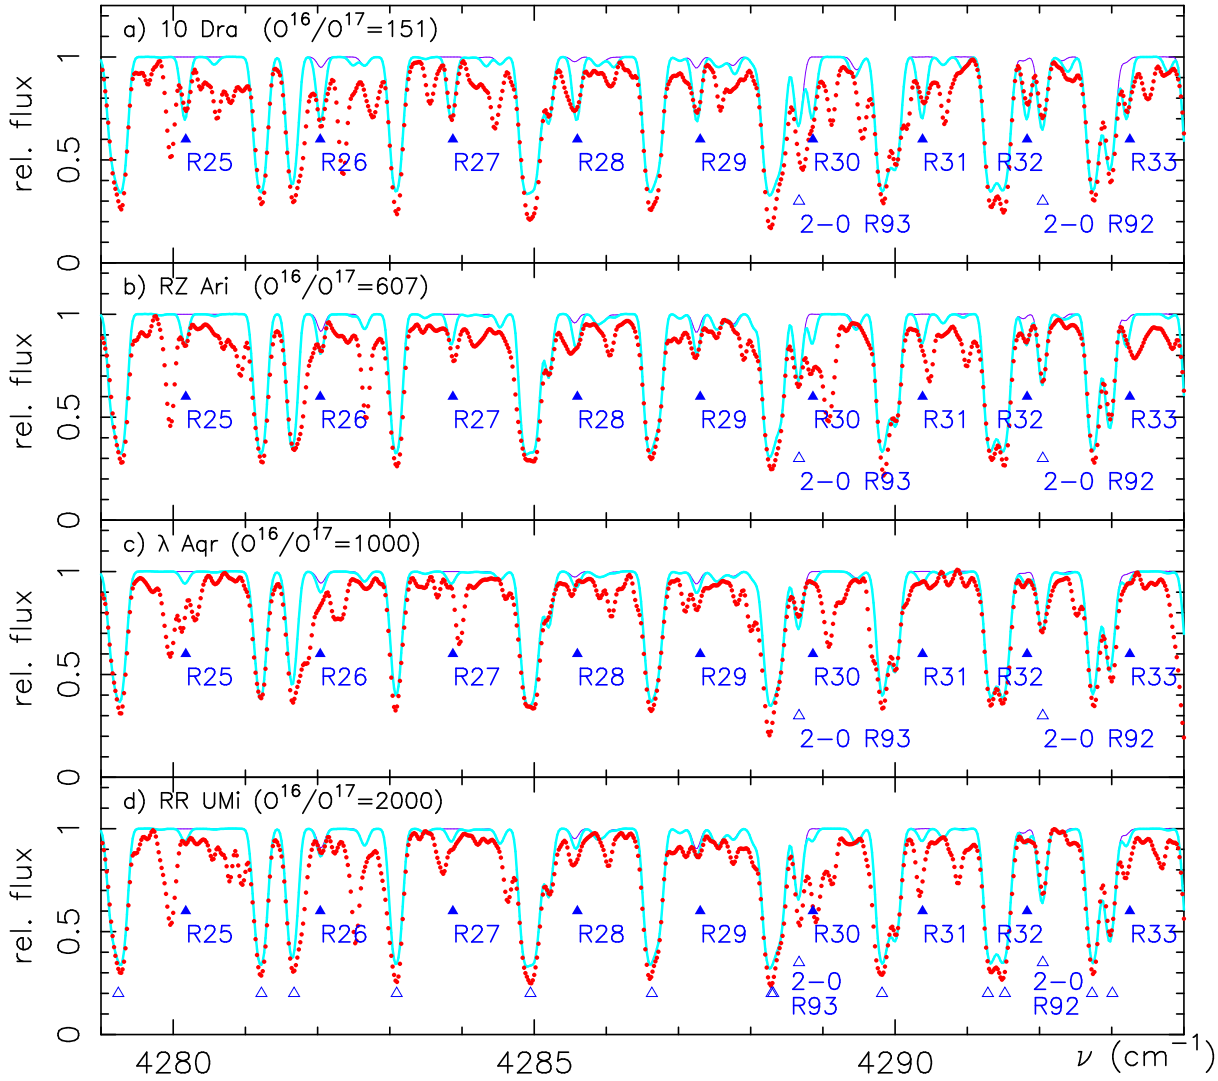 a) 10 Dra (O¹⁶/O¹⁷=151)
1
0.5
0
rel. flux
R25 R26 R27 R28 R29 R30 R31 R32 R33
2-0 R93 2-0 R92
b) RZ Ari (O¹⁶/O¹⁷=607)
1
0.5
0
rel. flux
R25 R26 R27 R28 R29 R30 R31 R32 R33
2-0 R93 2-0 R92
c) λ Aqr (O¹⁶/O¹⁷=1000)
1
0.5
0
rel. flux
R25 R26 R27 R28 R29 R30 R31 R32 R33
2-0 R93 2-0 R92
d) RR UMi (O¹⁶/O¹⁷=2000)
1
0.5
0
rel. flux
R25 R26 R27 R28 R29 R30 R31 R32 R33
2-0 2-0
R93 R92
4280 4285 4290 ν (cm⁻¹)